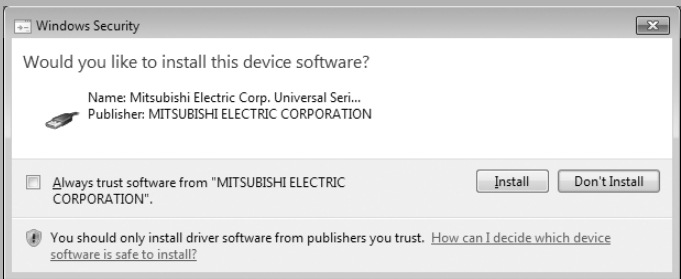 Windows Security
Would you like to install this device software?
Name: Mitsubishi Electric Corp. Universal Seri...
Publisher: MITSUBISHI ELECTRIC CORPORATION
Always trust software from "MITSUBISHI ELECTRIC
CORPORATION".
Install
Don't Install
You should only install driver software from publishers you trust. How can I decide which device
software is safe to install?